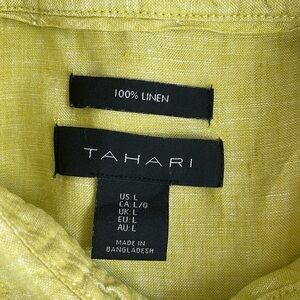 100% LINEN
TAHARI
US: L
CA: L/G
UK: L
EU: L
AU: L
MADE IN
BANGLADESH